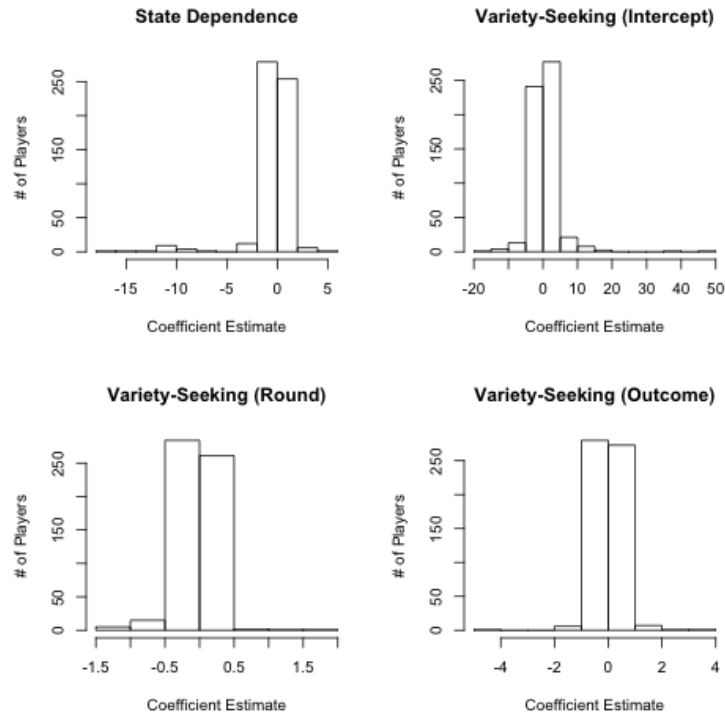 State Dependence
# of Players
250
150
50
0
-15 -10 -5 0 5
Coefficient Estimate
Variety-Seeking (Intercept)
# of Players
250
150
50
0
-20 0 10 20 30 40 50
Coefficient Estimate
Variety-Seeking (Round)
# of Players
250
150
50
0
-1.5 -0.5 0.5 1.5
Coefficient Estimate
Variety-Seeking (Outcome)
# of Players
250
150
50
0
-4 -2 0 2 4
Coefficient Estimate